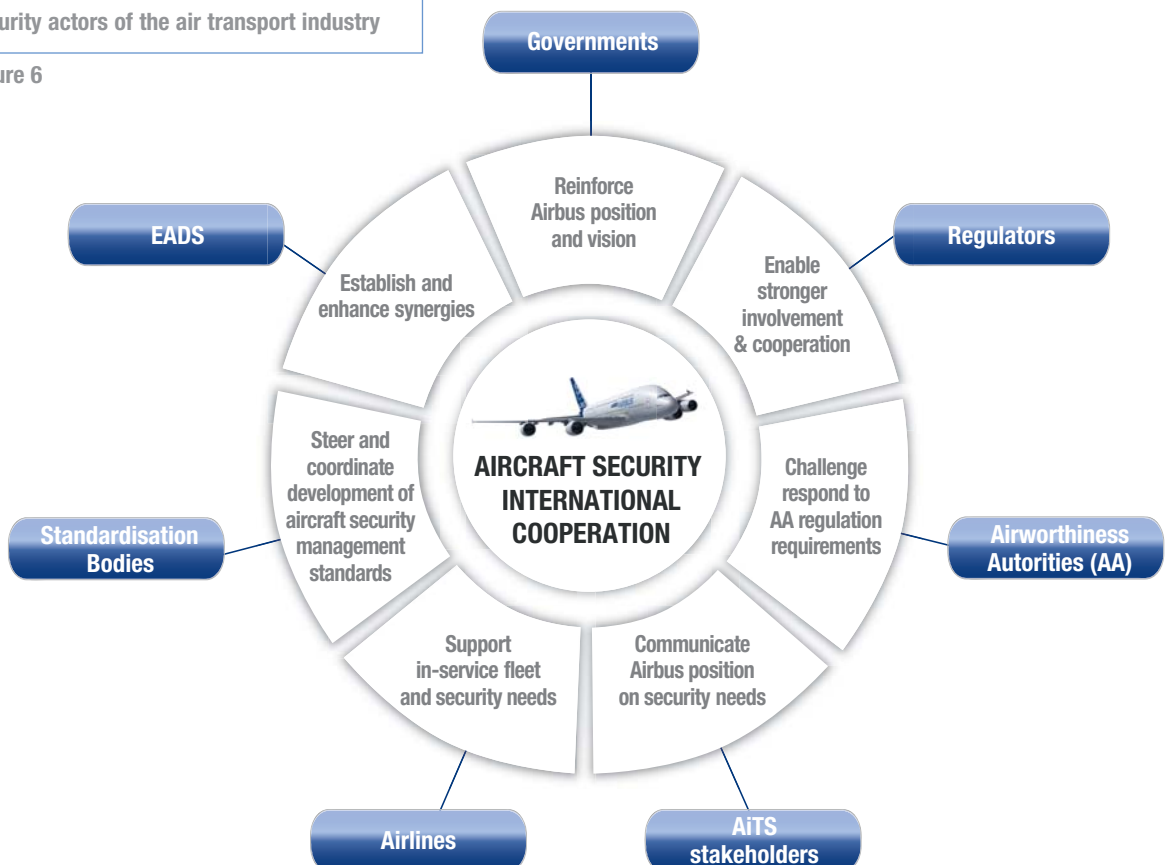 urity actors of the air transport industry
ure 6
Governments
Reinforce
Airbus position
and vision
Regulators
Enable
stronger
involvement
& cooperation
Airworthiness
Autorities (AA)
Challenge
respond to
AA regulation
requirements
AiTS
stakeholders
Communicate
Airbus position
on security needs
Airlines
Support
in-service fleet
and security needs
Standardisation
Bodies
Steer and
coordinate
development of
aircraft security
management
standards
EADS
Establish and
enhance synergies
AIRCRAFT SECURITY
INTERNATIONAL
COOPERATION